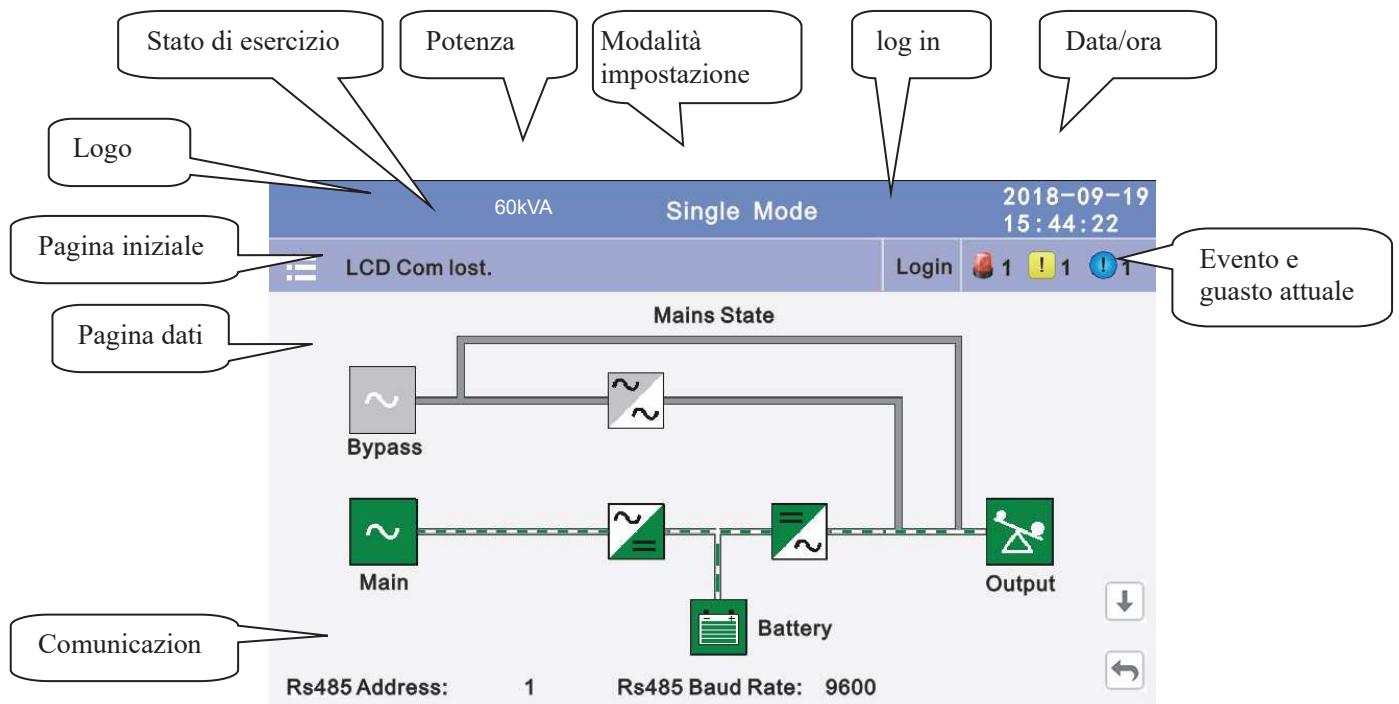 Stato di esercizio
Potenza
Modalità
impostazione
log in
Data/ora
Logo
60kVA
Single Mode
2018-09-19
15:44:22
Pagina iniziale
LCD Com lost.
Login
1
1
1
Evento e
guasto attuale
Pagina dati
Mains State
Bypass
Main
Output
Battery
Comunicazion
Rs485 Address: 1
Rs485 Baud Rate: 9600